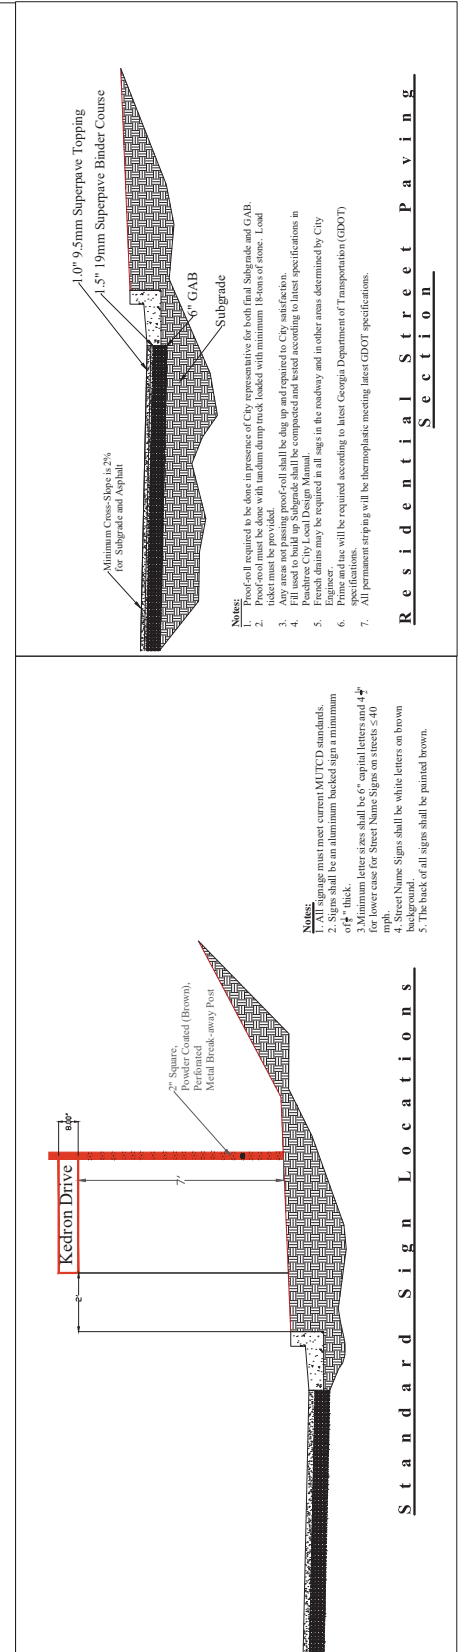 1.0" 9.5mm Superpave Topping
1.5" 19mm Superpave Binder Course
Minimum Cross-Slope is 2%
for Subgrade and Asphalt
6" GAB
Subgrade
Notes:
1. Proof-roll required to be done in presence of City representative for both final Subgrade and GAB.
2. Proof-rool must be done with tandum dump truck loaded with minimum 18-tons of stone. Load
ticket must be provided.
3. Any areas not passing proof-roll shall be dug up and repaired to City satisfaction.
4. Fill used to build up Subgrade shall be compacted and tested according to latest specifications in
Peachtree City Local Design Manual.
5. French drains may be required in all sags in the roadway and in other areas determined by City
Engineer.
6. Prime and tac will be required according to latest Georgia Department of Transportation (GDOT)
specifications.
7. All permanent striping will be thermoplastic meeting latest GDOT specifications.
Residential Street Paving
Section
8.00"
Kedron Drive
2'
7'
2" Square,
Powder Coated (Brown),
Perforated
Metal Break-away Post
Notes:
1. All signage must meet current MUTCD standards.
2. Signs shall be an aluminum backed sign a minimum
of " thick.
3.Minimum letter sizes shall be 6" capital letters and 4½"
for lower case for Street Name Signs on streets ≤ 40
mph.
4. Street Name Signs shall be white letters on brown
background.
5. The back of all signs shall be painted brown.
Standard Sign Locations